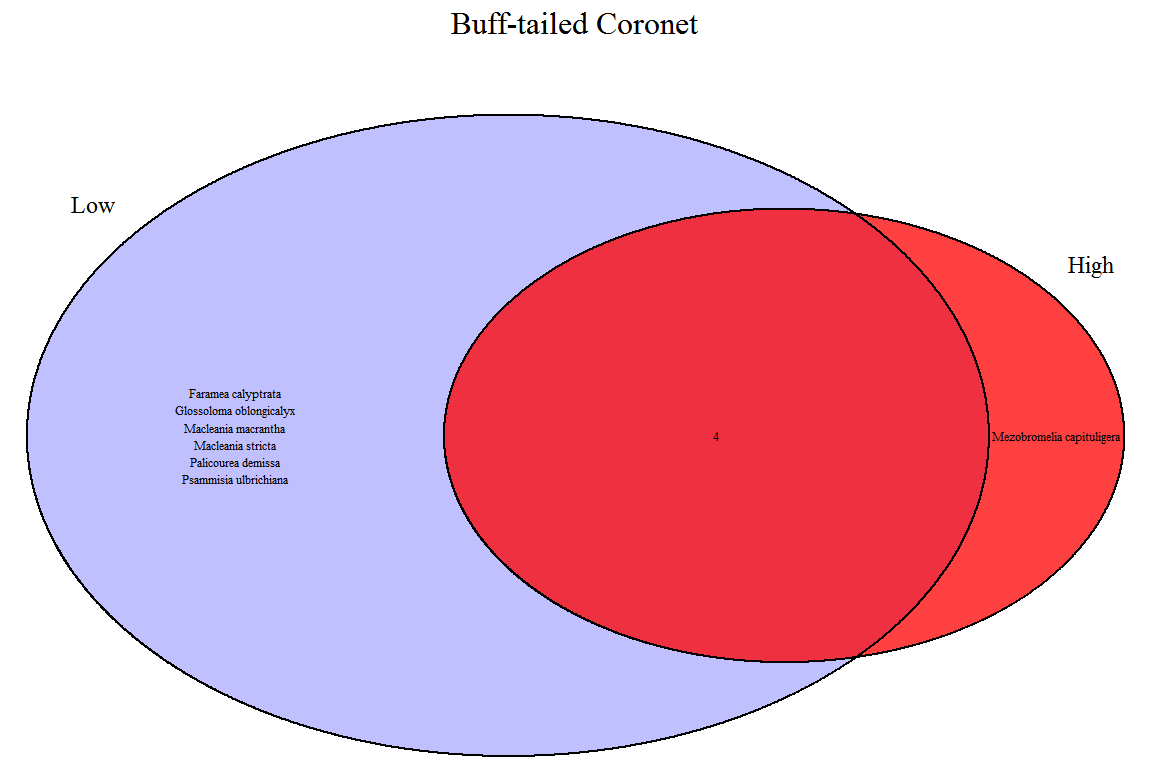 Buff-tailed Coronet
Low
High
Faramea calyptrata
Glossoloma oblongicalyx
Macleania macrantha
Macleania stricta
Palicourea demissa
Psammisia ulbrichiana
4
Mezobromelia capituligera